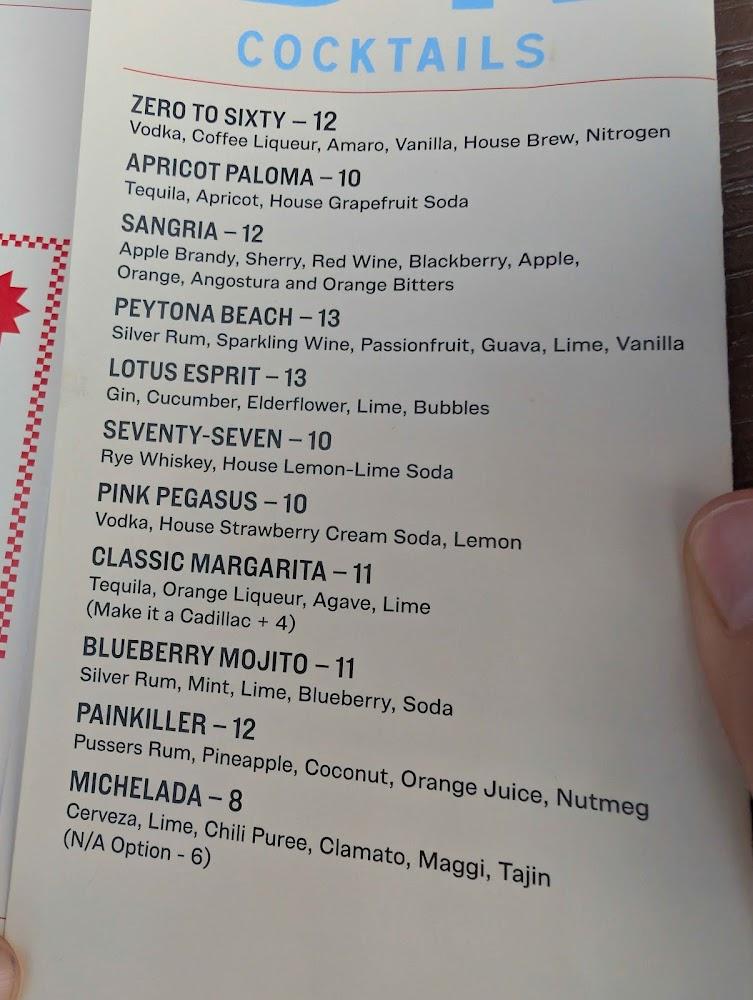 COCKTAILS
ZERO TO SIXTY – 12
Vodka, Coffee Liqueur, Amaro, Vanilla, House Brew, Nitrogen
APRICOT PALOMA – 10
Tequila, Apricot, House Grapefruit Soda
SANGRIA – 12
Apple Brandy, Sherry, Red Wine, Blackberry, Apple,
Orange, Angostura and Orange Bitters
PEYTONA BEACH – 13
Silver Rum, Sparkling Wine, Passionfruit, Guava, Lime, Vanilla
LOTUS ESPRIT – 13
Gin, Cucumber, Elderflower, Lime, Bubbles
SEVENTY-SEVEN – 10
Rye Whiskey, House Lemon-Lime Soda
PINK PEGASUS – 10
Vodka, House Strawberry Cream Soda, Lemon
CLASSIC MARGARITA – 11
Tequila, Orange Liqueur, Agave, Lime
(Make it a Cadillac + 4)
BLUEBERRY MOJITO – 11
Silver Rum, Mint, Lime, Blueberry, Soda
PAINKILLER – 12
Pussers Rum, Pineapple, Coconut, Orange Juice, Nutmeg
MICHELADA – 8
Cerveza, Lime, Chili Puree, Clamato, Maggi, Tajin
(N/A Option - 6)